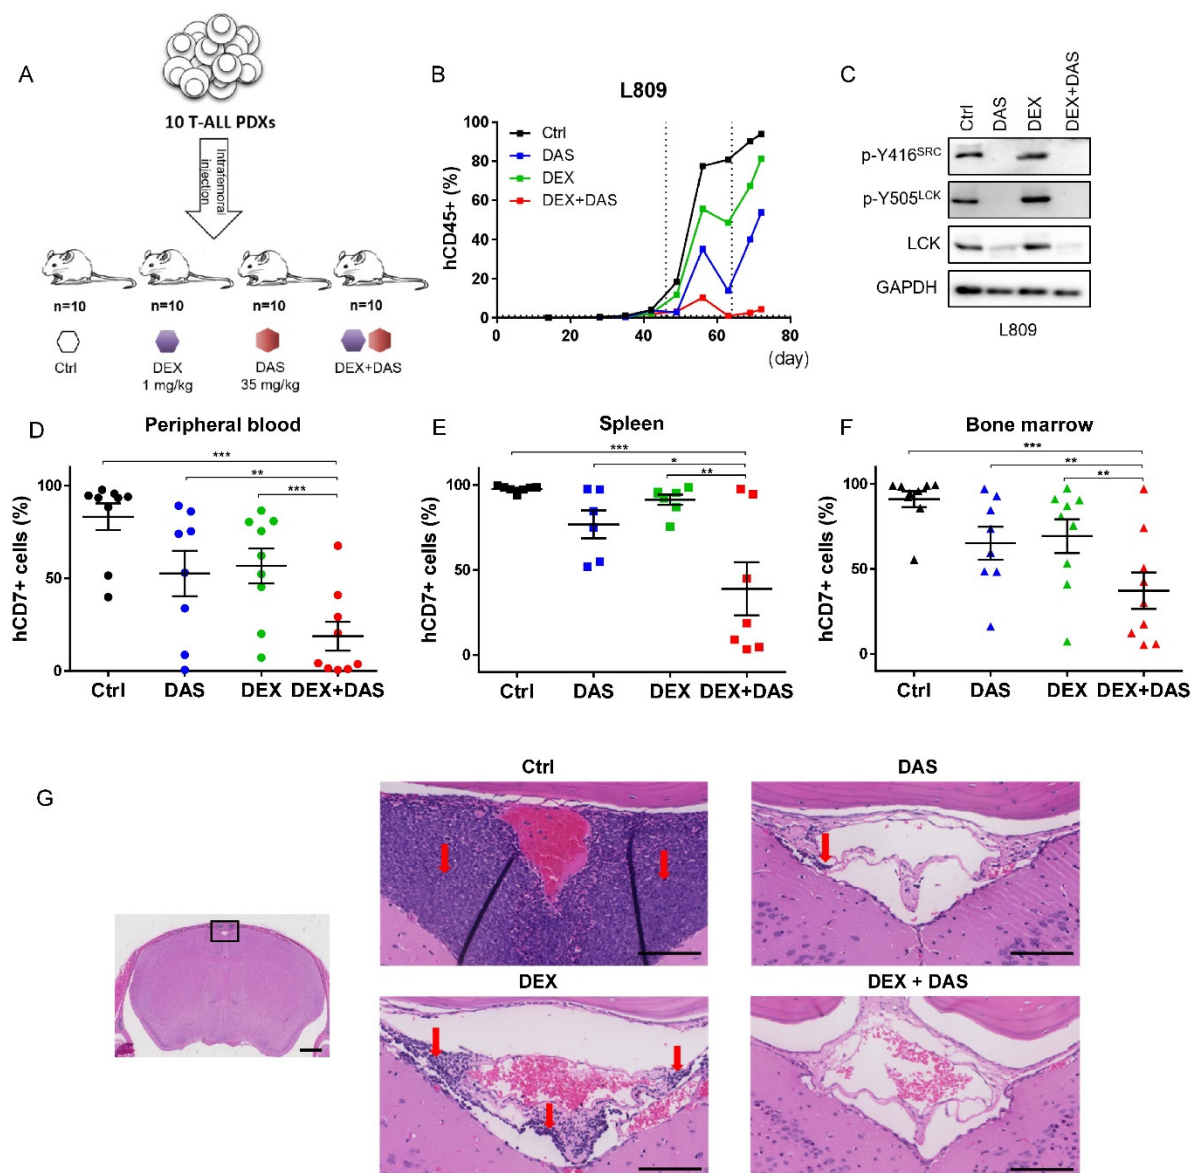 A
10 T-ALL PDXs
Intrafemoral
injection
n=10 n=10 n=10 n=10
Ctrl DEX DAS DEX+DAS
1 mg/kg 35 mg/kg
B
L809
hCD45+ (%)
100
80
60
40
20
0
0 20 40 60 80
(day)
Ctrl
DAS
DEX
DEX+DAS
C
Ctrl DAS DEX DEX+DAS
p-Y416SRC
p-Y505LCK
LCK
GAPDH
L809
D
Peripheral blood
***
**
***
hCD7+ cells (%)
100
50
0
Ctrl DAS DEX DEX+DAS
E
Spleen
***
*
**
hCD7+ cells (%)
100
50
0
Ctrl DAS DEX DEX+DAS
F
Bone marrow
***
**
**
hCD7+ cells (%)
100
50
0
Ctrl DAS DEX DEX+DAS
G
Ctrl DAS
DEX DEX + DAS